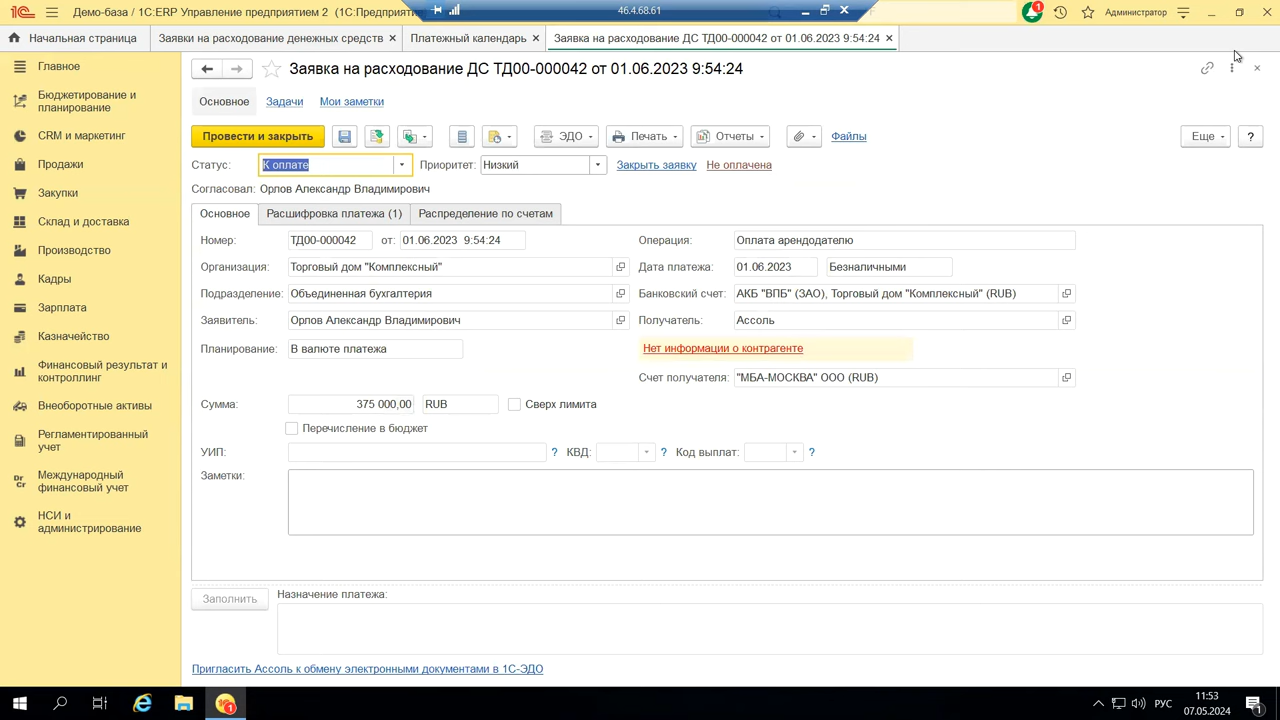 46.4.68.61
Демо-база / 1С:ERP Управление предприятием 2 (1С:Предприяти
1
Администратор
Начальная страница
Заявки на расходование денежных средств
Платежный календарь
Заявка на расходование ДС ТД00-000042 от 01.06.2023 9:54:24
Главное
Бюджетирование и
планирование
CRM и маркетинг
Продажи
Закупки
Склад и доставка
Производство
Кадры
Зарплата
Казначейство
Финансовый результат и
контроллинг
Внеоборотные активы
Регламентированный
учет
Dr
Cr
Международный
финансовый учет
НСИ и
администрирование
Заявка на расходование ДС ТД00-000042 от 01.06.2023 9:54:24
Основное Задачи Мои заметки
Провести и закрыть ЭДО Печать Отчеты Файлы Еще ?
Статус: К оплате Приоритет: Низкий Закрыть заявку Не оплачена
Согласовал: Орлов Александр Владимирович
Основное Расшифровка платежа (1) Распределение по счетам
Номер: ТД00-000042 от: 01.06.2023 9:54:24 Операция: Оплата арендодателю
Организация: Торговый дом "Комплексный" Дата платежа: 01.06.2023 Безналичными
Подразделение: Объединенная бухгалтерия Банковский счет: АКБ "ВПБ" (ЗАО), Торговый дом "Комплексный" (RUB)
Заявитель: Орлов Александр Владимирович Получатель: Ассоль
Планирование: В валюте платежа Нет информации о контрагенте
Счет получателя: "МБА-МОСКВА" ООО (RUB)
Сумма: 375 000,00 RUB Сверх лимита
Перечисление в бюджет
УИП: ? КВД: ? Код выплат: ?
Заметки:
Заполнить Назначение платежа:
Пригласить Ассоль к обмену электронными документами в 1С-ЭДО
1
РУС
11:53
07.05.2024
1